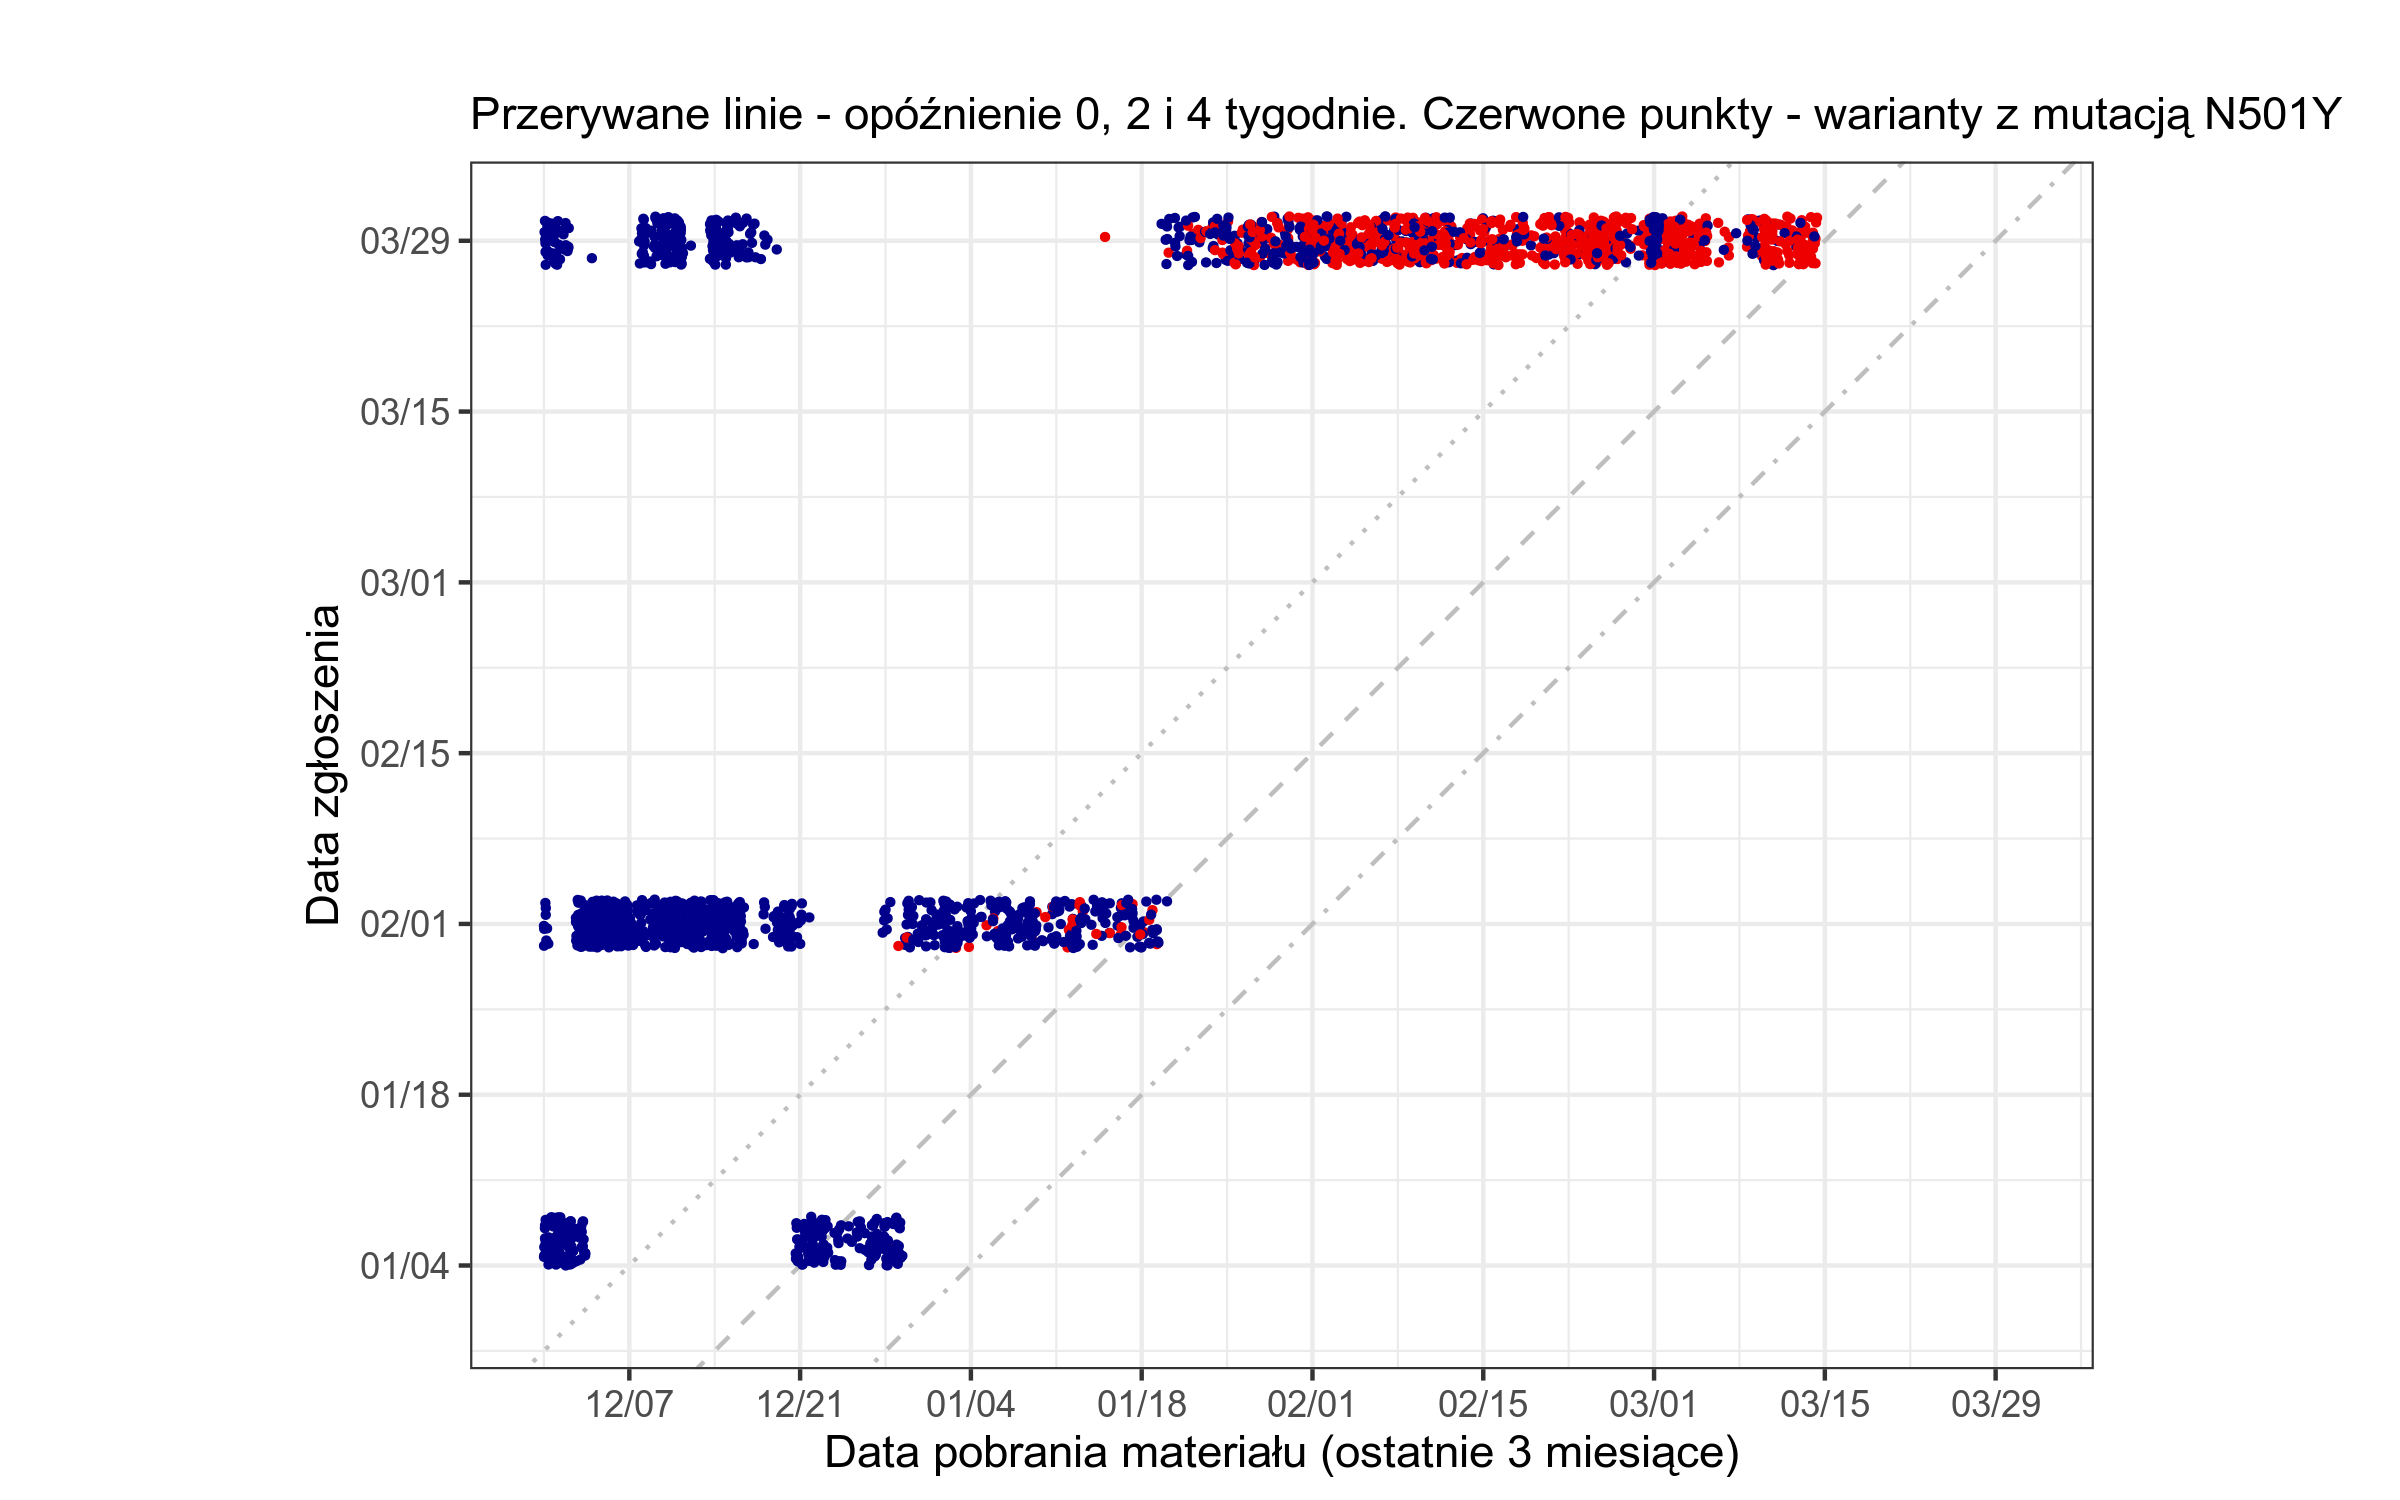 Przerywane linie - opóźnienie 0, 2 i 4 tygodnie. Czerwone punkty - warianty z mutacją N501Y
Data zgłoszenia
03/29
03/15
03/01
02/15
02/01
01/18
01/04
12/07 12/21 01/04 01/18 02/01 02/15 03/01 03/15 03/29
Data pobrania materiału (ostatnie 3 miesiące)